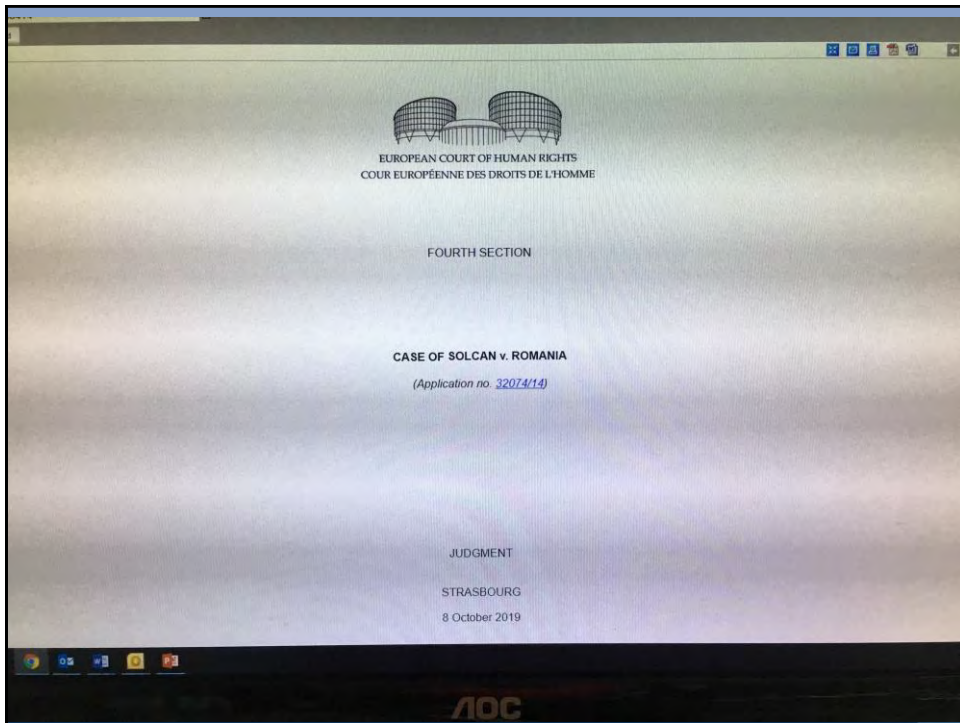 EUROPEAN COURT OF HUMAN RIGHTS
COUR EUROPÉENNE DES DROITS DE L'HOMME
FOURTH SECTION
CASE OF SOLCAN v. ROMANIA
(Application no. 32074/14)
JUDGMENT
STRASBOURG
8 October 2019
AOC